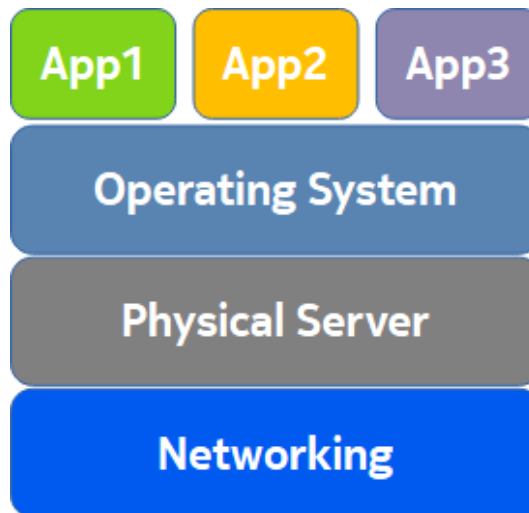 App1 App2 App3
Operating System
Physical Server
Networking